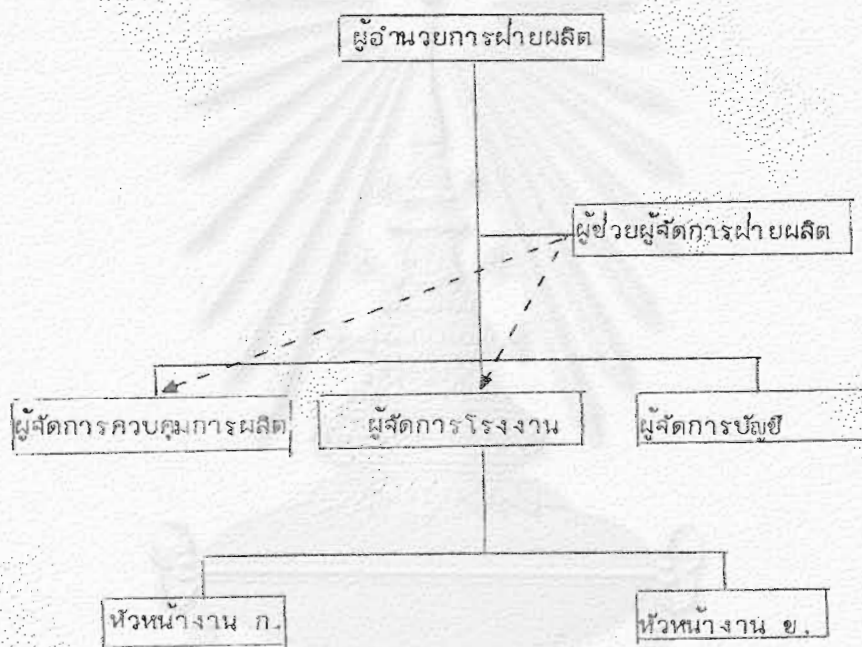 ผู้อำนวยการฝ่ายผลิต
ผู้ช่วยผู้จัดการฝ่ายผลิต
ผู้จัดการควบคุมการผลิต
ผู้จัดการโรงงาน
ผู้จัดการบัญชี
หัวหน้างาน ก.
หัวหน้างาน ข.